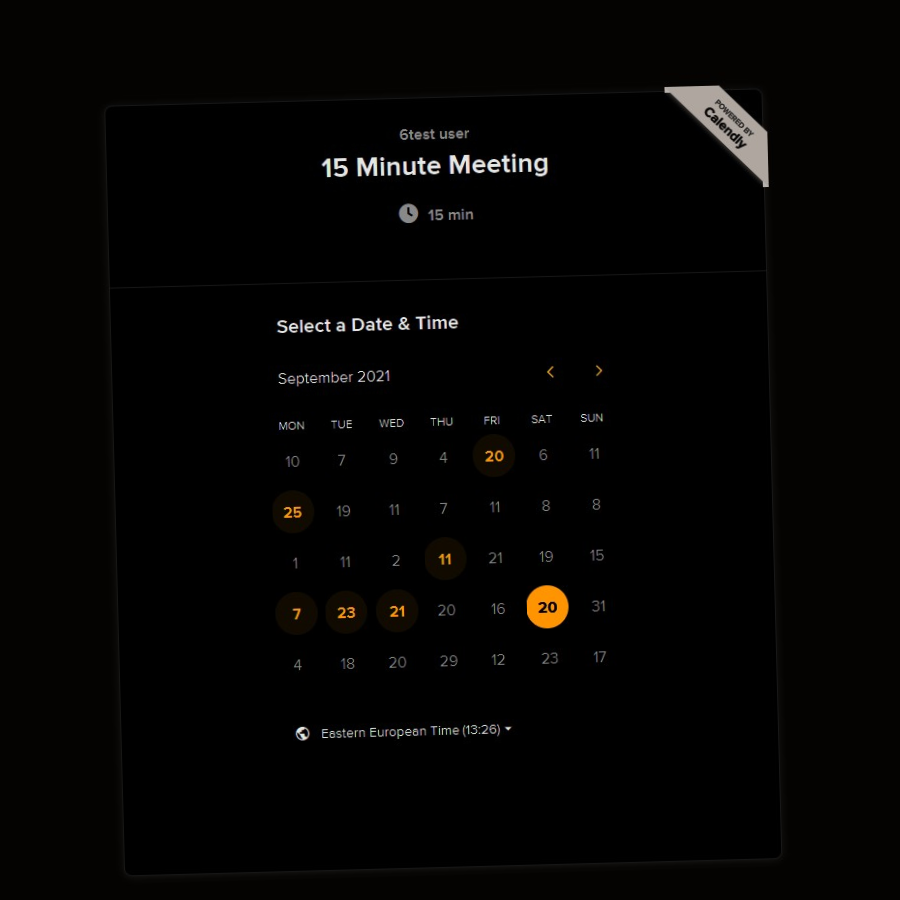 POWERED BY
Calendly
6test user
15 Minute Meeting
15 min
Select a Date & Time
September 2021
MON TUE WED THU FRI SAT SUN
10 7 9 4 20 6 11
25 19 11 7 11 8 8
1 11 2 11 21 19 15
7 23 21 20 16 20 31
4 18 20 29 12 23 17
Eastern European Time (13:26)